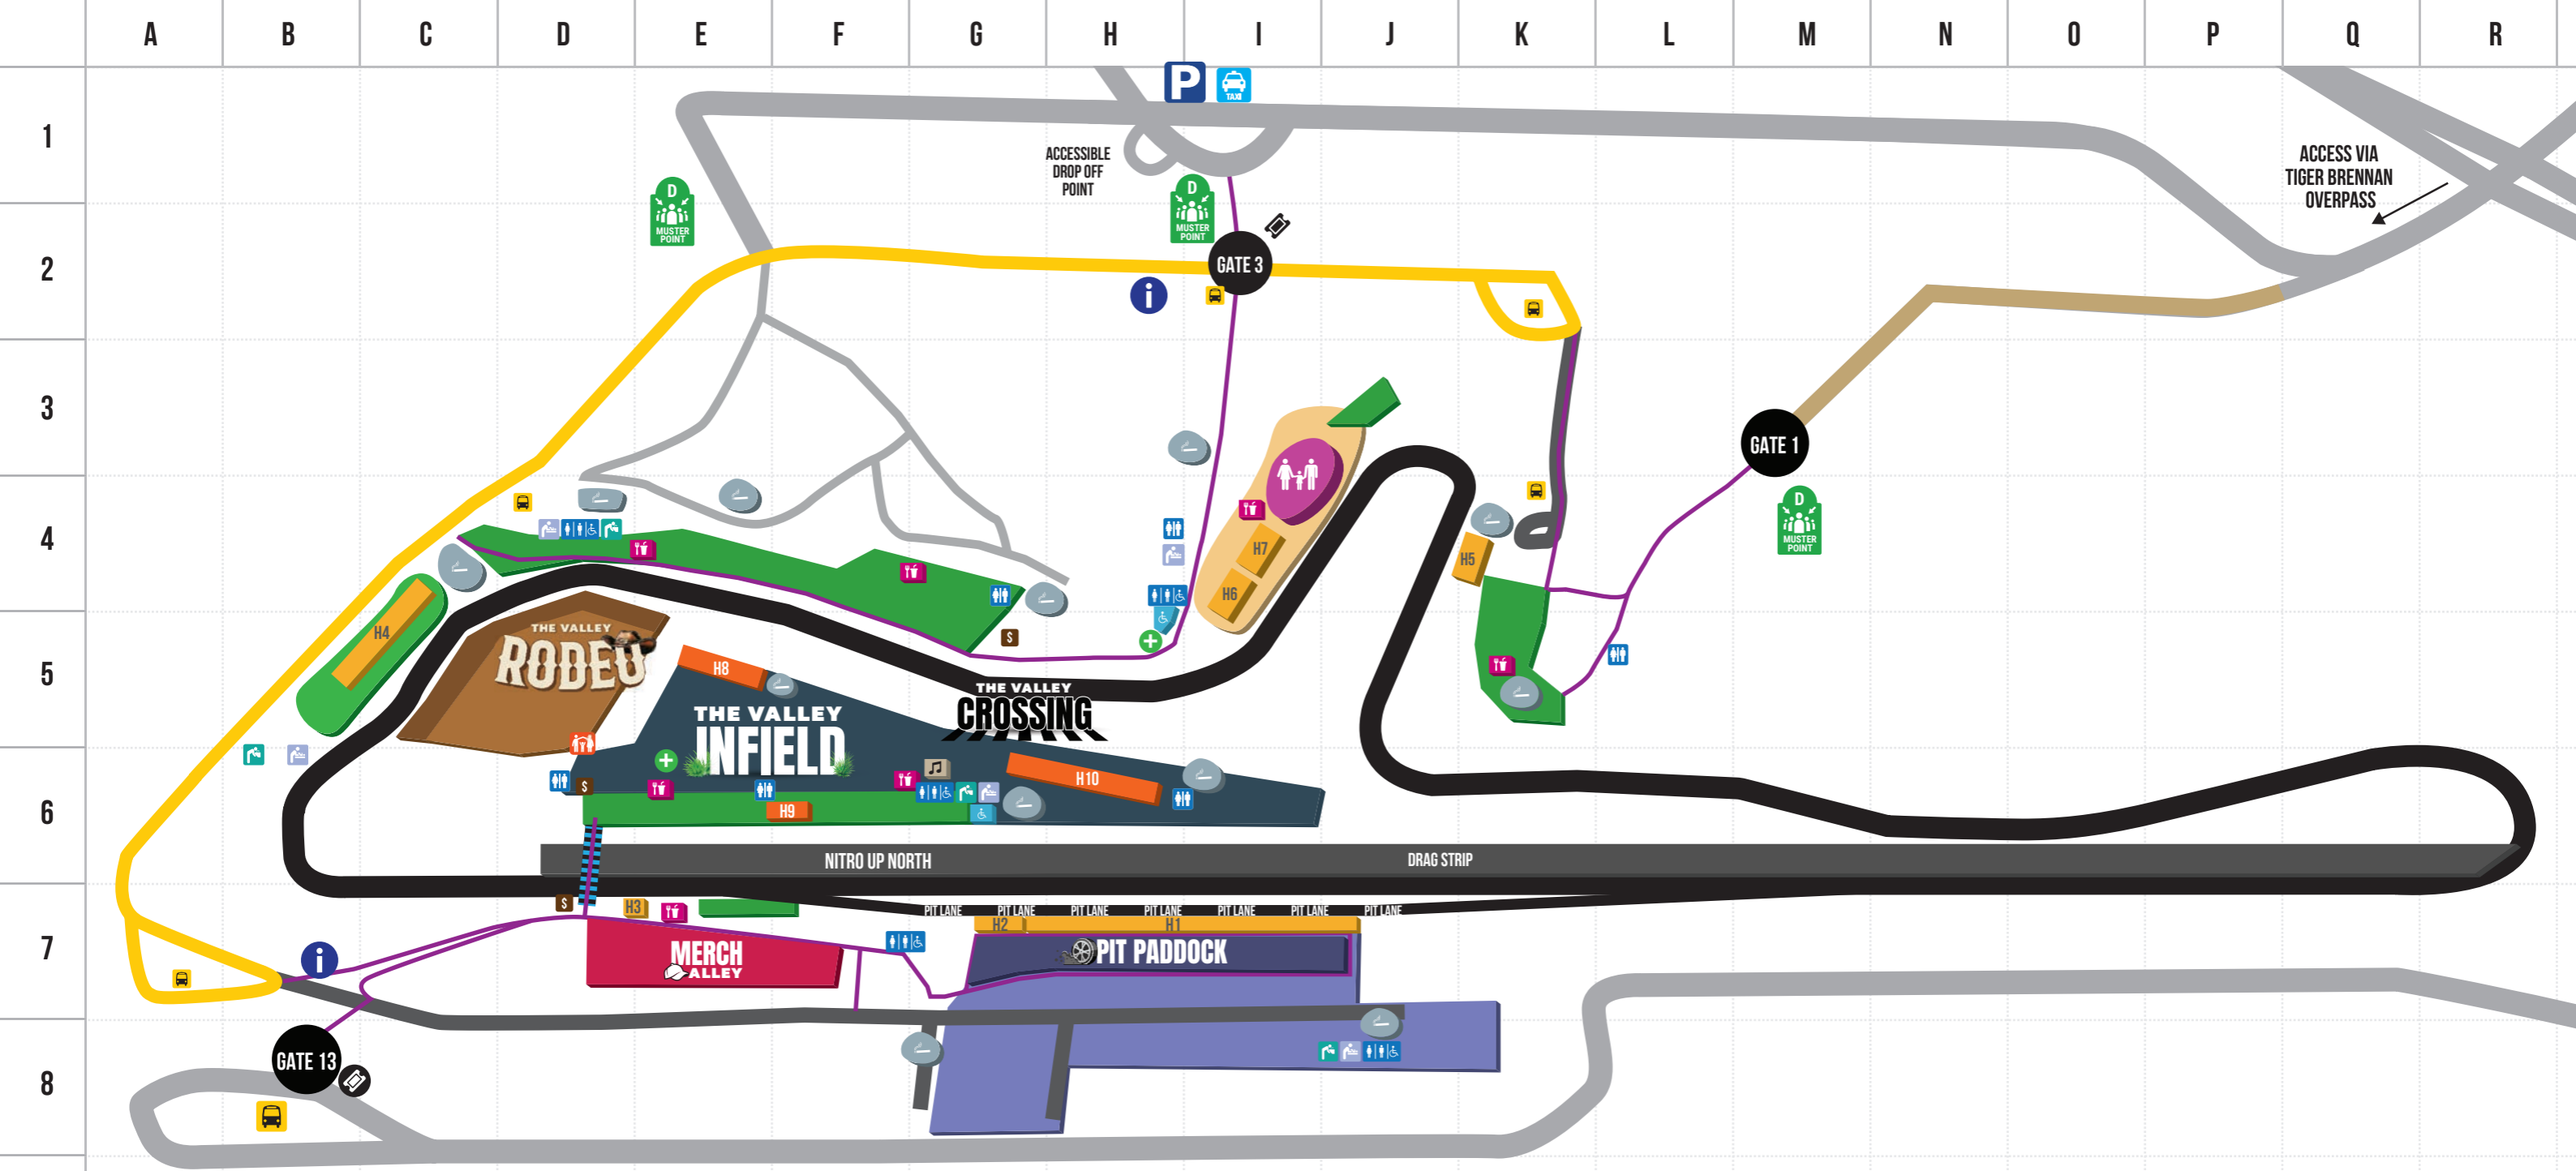 A B C D E F G H I J K L M N O P Q R
1
P
TAXI
ACCESSIBLE
DROP OFF
POINT
ACCESS VIA
TIGER BRENNAN
OVERPASS
D
MUSTER
POINT
D
MUSTER
POINT
2
GATE 3
i
3
GATE 1
4
D
MUSTER
POINT
H7
H5
H6
H4
5
THE VALLEY
RODEO
$
H8
THE VALLEY
CROSSING
THE VALLEY
INFIELD
H10
$
6
H9
NITRO UP NORTH
DRAG STRIP
$
H3
PIT LANE PIT LANE PIT LANE PIT LANE PIT LANE PIT LANE PIT LANE
H2
H1
7
i
MERCH
ALLEY
PIT PADDOCK
GATE 13
8